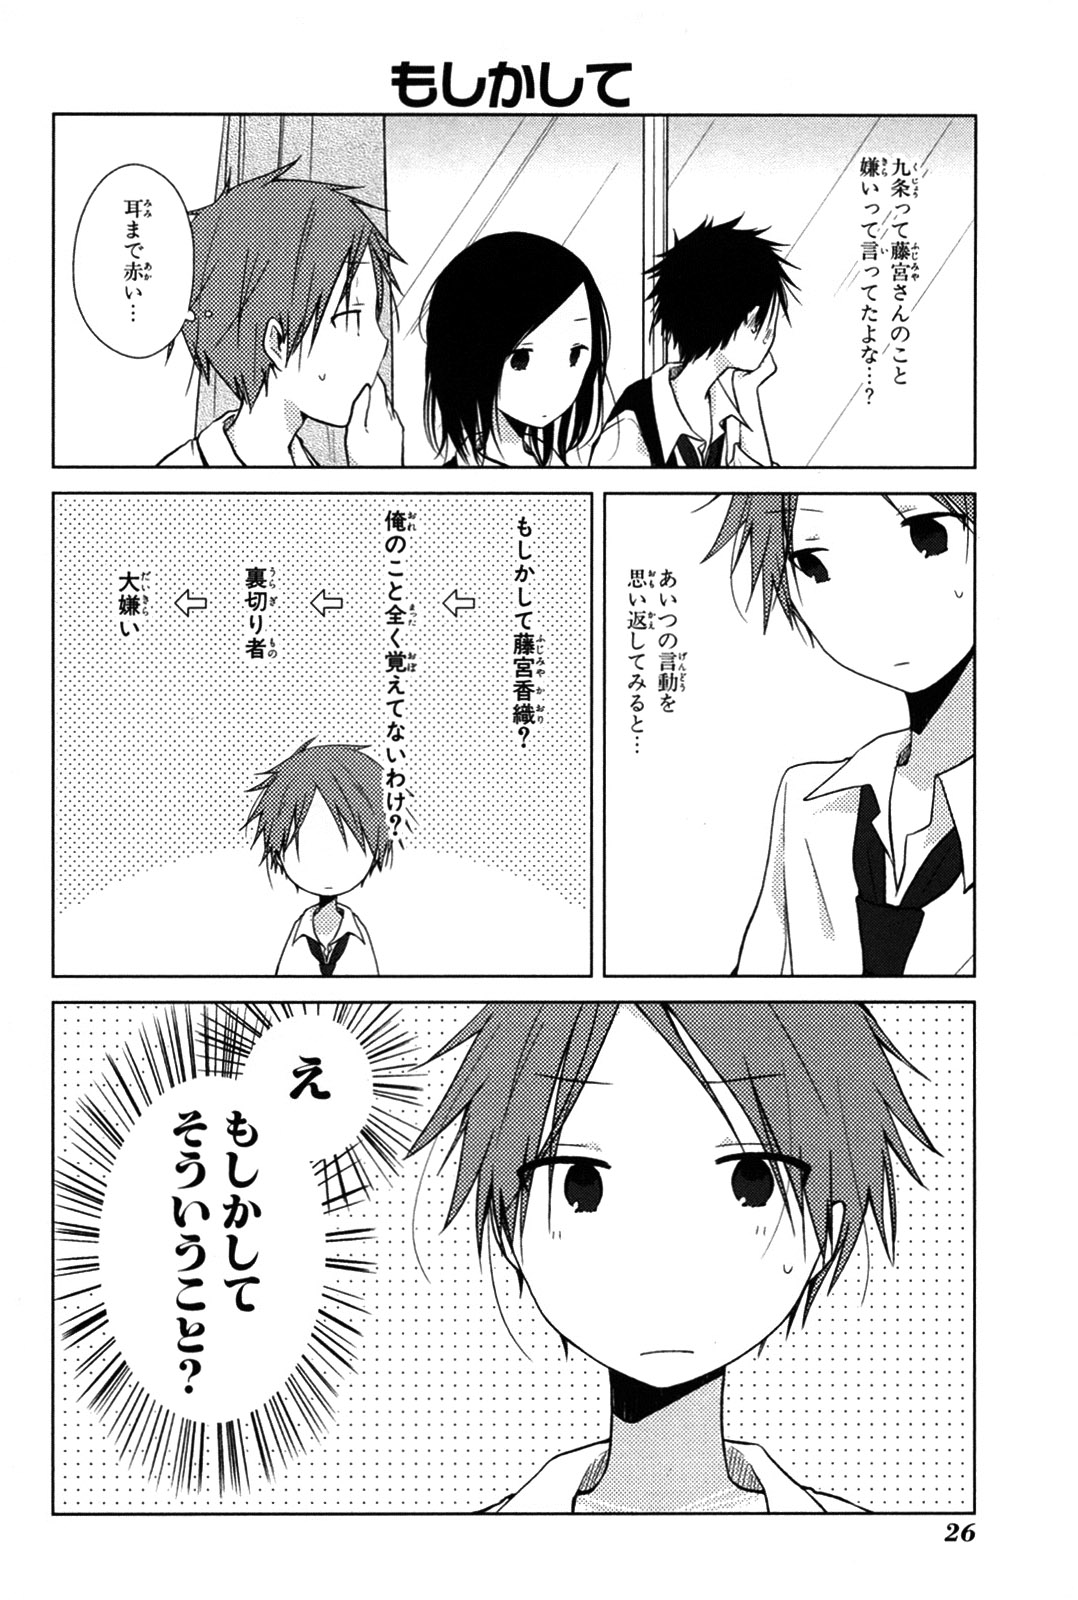 もしかして
九条って藤宮さんのこと
嫌いって言ってたよな…?
耳まで赤い…
あいつの言動を
思い返してみると…
もしかして藤宮香織?
俺のこと全く覚えてないわけ?
裏切り者
大嫌い
え
もしかして
そういうこと?
26